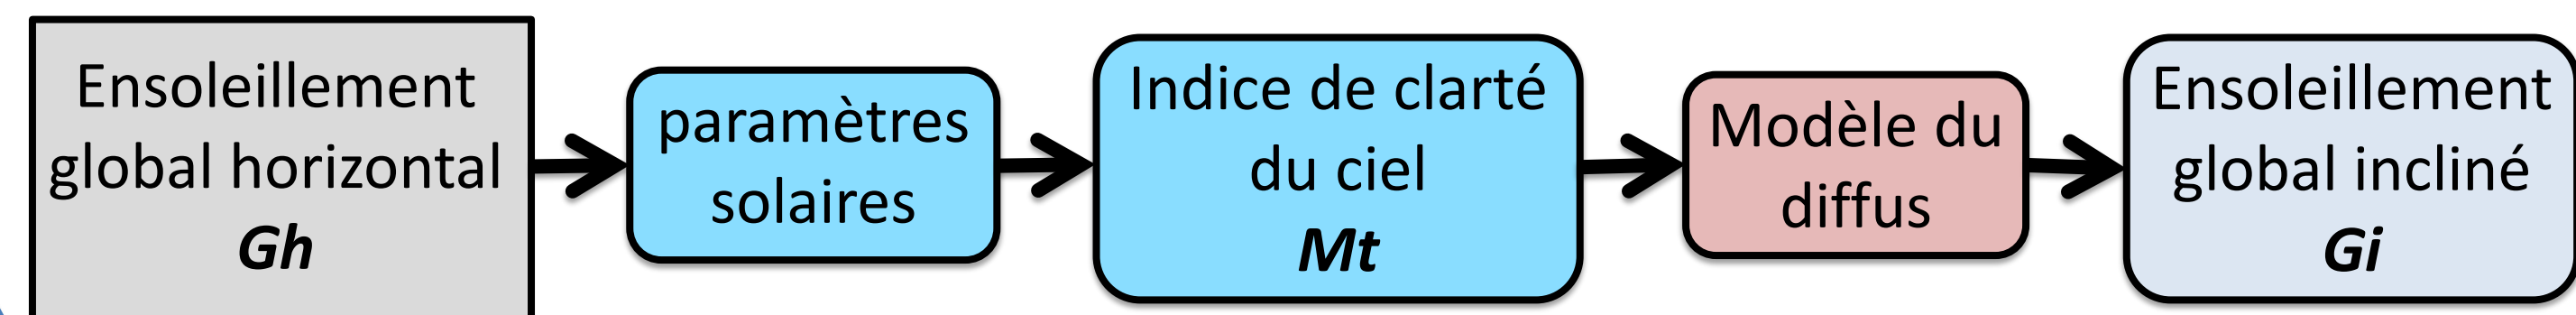 Ensoleillement
global horizontal
Gh
paramètres
solaires
Indice de clarté
du ciel
Mt
Modèle du
diffus
Ensoleillement
global incliné
Gi